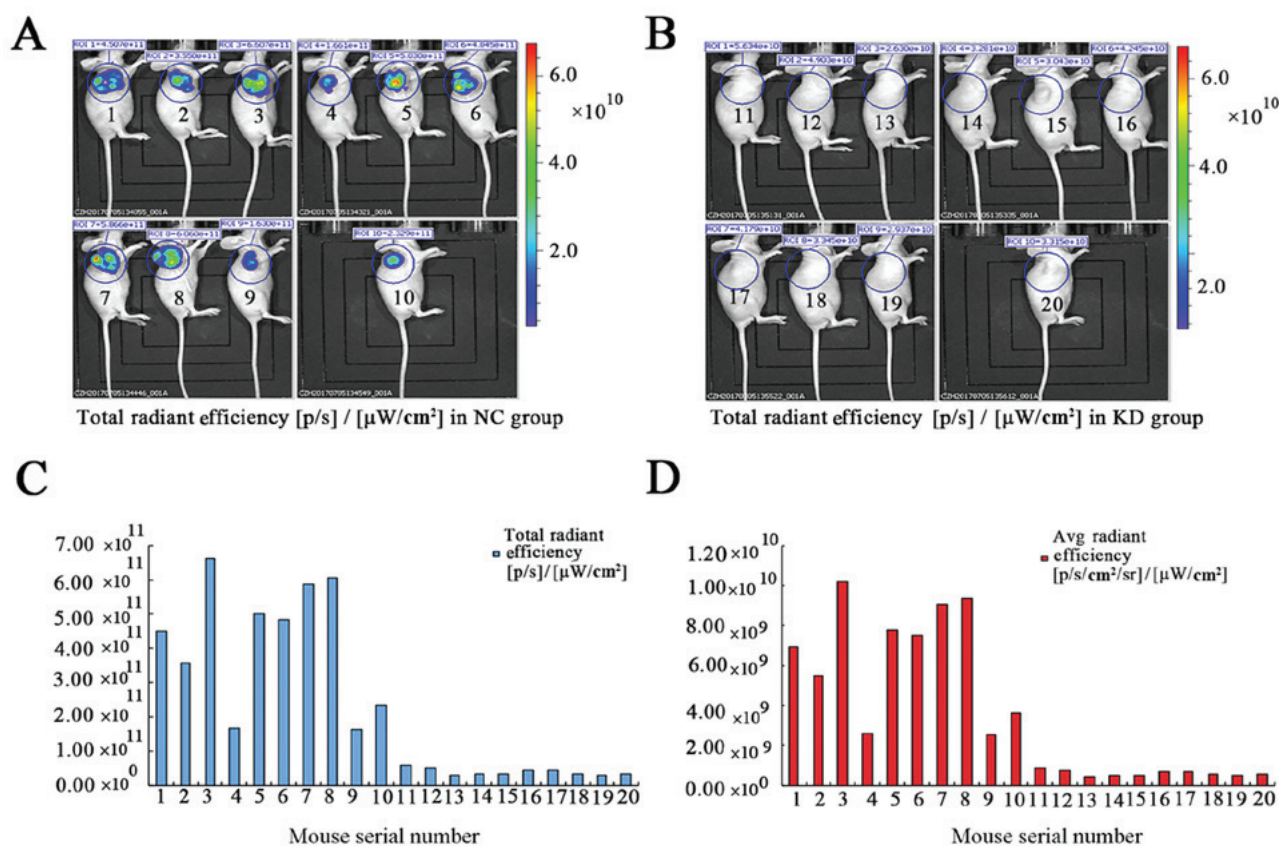 A
ROI 1=4.507e+11
ROI 2=3.550e+11
ROI 3=6.607e+11
1
2
3
CZH20170705134055_001A
ROI 4=1.661e+11
ROI 5=5.030e+11
ROI 6=4.845e+11
4
5
6
CZH20170705134321_001A
6.0
×10^10
4.0
2.0
ROI 7=5.866e+11
ROI 8=6.060e+11
ROI 9=1.630e+11
7
8
9
CZH20170705134446_001A
ROI 10=2.329e+11
10
CZH20170705134549_001A
Total radiant efficiency [p/s] / [µW/cm²] in NC group
B
ROI 1=5.634e+10
ROI 2=4.903e+10
ROI 3=2.630e+10
11
12
13
CZH20170705135131_001A
ROI 4=3.281e+10
ROI 5=3.043e+10
ROI 6=4.245e+10
14
15
16
CZH20170705135335_001A
6.0
×10^10
4.0
2.0
ROI 7=4.179e+10
ROI 8=3.345e+10
ROI 9=2.937e+10
17
18
19
CZH20170705135522_001A
ROI 10=3.315e+10
20
CZH20170705135612_001A
Total radiant efficiency [p/s] / [µW/cm²] in KD group
C
7.00 ×10^11
6.00 ×10^11
5.00 ×10^11
4.00 ×10^11
3.00 ×10^11
2.00 ×10^11
1.00 ×10^11
0.00 ×10^0
Total radiant
efficiency
[p/s]/[µW/cm²]
1 2 3 4 5 6 7 8 9 10 11 12 13 14 15 16 17 18 19 20
Mouse serial number
D
1.20 ×10^10
1.00 ×10^10
8.00 ×10^9
6.00 ×10^9
4.00 ×10^9
2.00 ×10^9
0.00 ×10^0
Avg radiant
efficiency
[p/s/cm²/sr]/[µW/cm²]
1 2 3 4 5 6 7 8 9 10 11 12 13 14 15 16 17 18 19 20
Mouse serial number